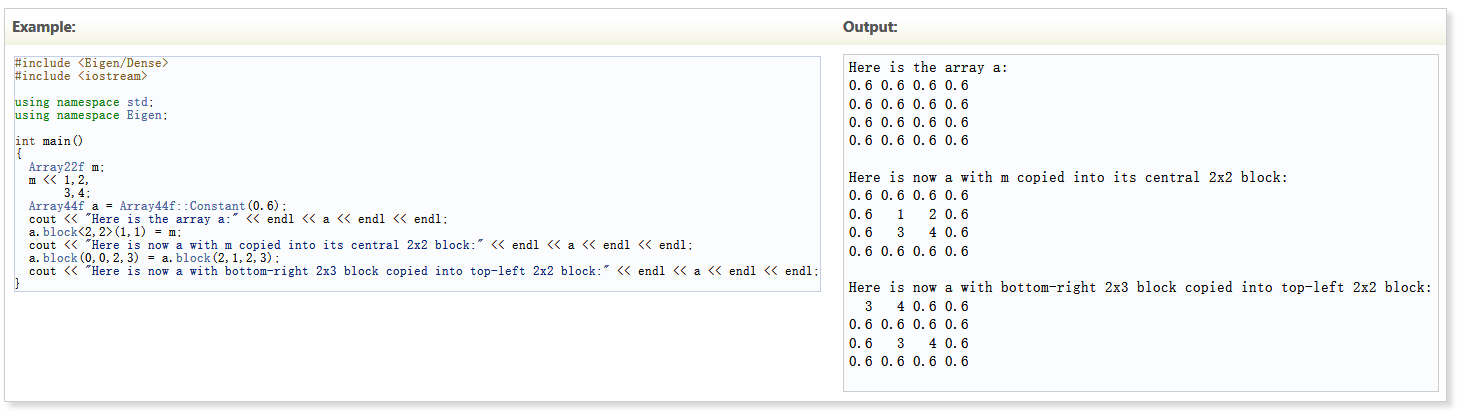 Example:
#include <Eigen/Dense>
#include <iostream>
using namespace std;
using namespace Eigen;
int main()
{
  Array22f m;
  m << 1,2,
       3,4;
  Array44f a = Array44f::Constant(0.6);
  cout << "Here is the array a:" << endl << a << endl << endl;
  a.block<2,2>(1,1) = m;
  cout << "Here is now a with m copied into its central 2x2 block:" << endl << a << endl << endl;
  a.block(0,0,2,3) = a.block(2,1,2,3);
  cout << "Here is now a with bottom-right 2x3 block copied into top-left 2x2 block:" << endl << a << endl << endl;
}
Output:
Here is the array a:
0.6 0.6 0.6 0.6
0.6 0.6 0.6 0.6
0.6 0.6 0.6 0.6
0.6 0.6 0.6 0.6
Here is now a with m copied into its central 2x2 block:
0.6 0.6 0.6 0.6
0.6   1   2 0.6
0.6   3   4 0.6
0.6 0.6 0.6 0.6
Here is now a with bottom-right 2x3 block copied into top-left 2x2 block:
  3   4 0.6 0.6
0.6 0.6 0.6 0.6
0.6   3   4 0.6
0.6 0.6 0.6 0.6